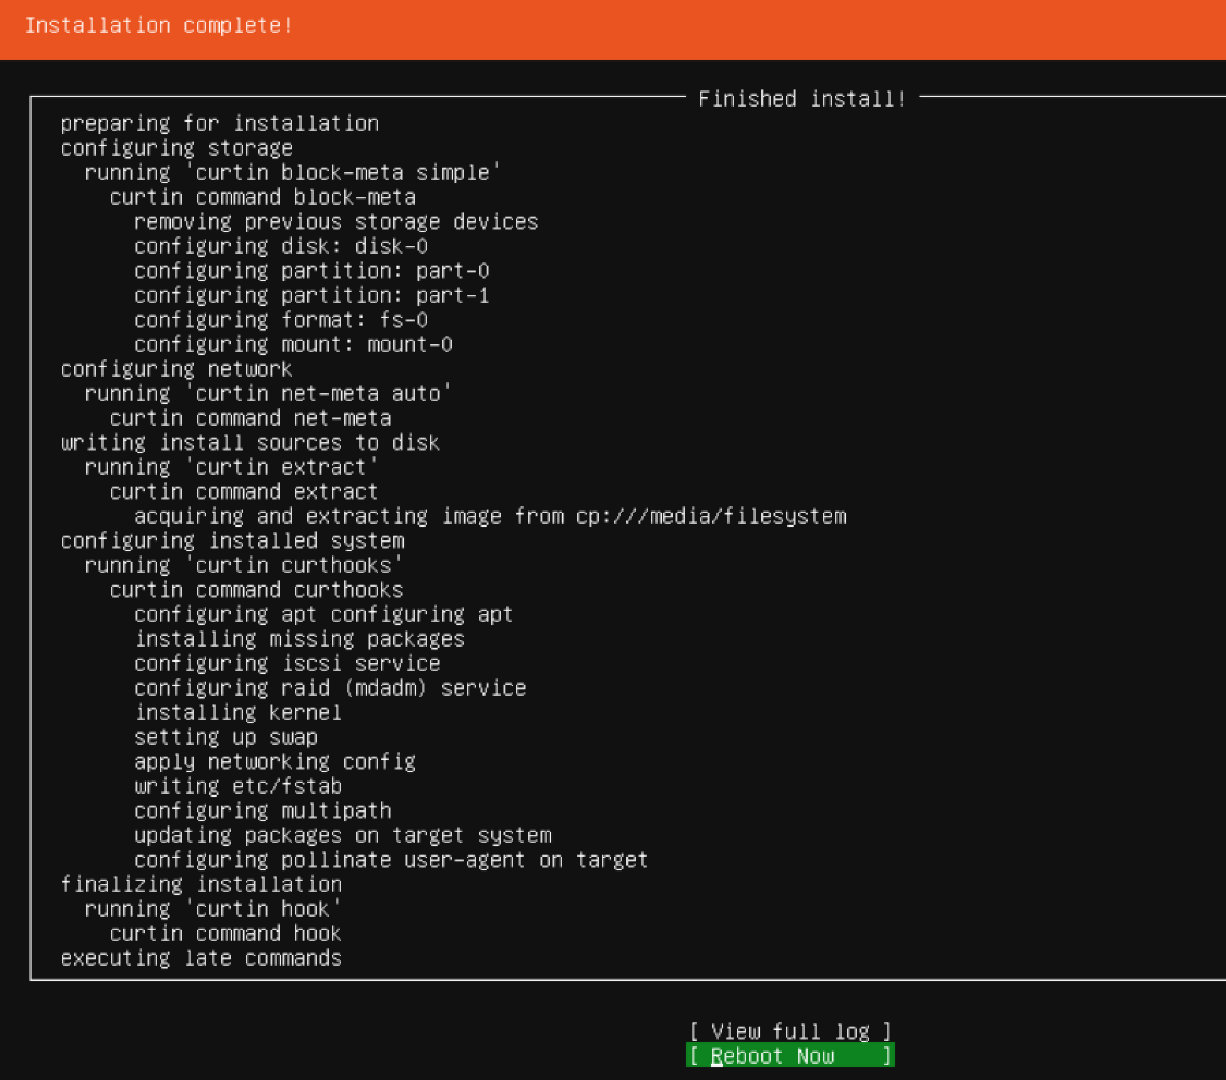 Installation complete!
Finished install!
preparing for installation
configuring storage
running 'curtin block-meta simple'
curtin command block-meta
removing previous storage devices
configuring disk: disk-0
configuring partition: part-0
configuring partition: part-1
configuring format: fs-0
configuring mount: mount-0
configuring network
running 'curtin net-meta auto'
curtin command net-meta
writing install sources to disk
running 'curtin extract'
curtin command extract
acquiring and extracting image from cp:///media/filesystem
configuring installed system
running 'curtin curthooks'
curtin command curthooks
configuring apt configuring apt
installing missing packages
configuring iscsi service
configuring raid (mdadm) service
installing kernel
setting up swap
apply networking config
writing etc/fstab
configuring multipath
updating packages on target system
configuring pollinate user-agent on target
finalizing installation
running 'curtin hook'
curtin command hook
executing late commands
[ View full log ]
[ Reboot Now ]